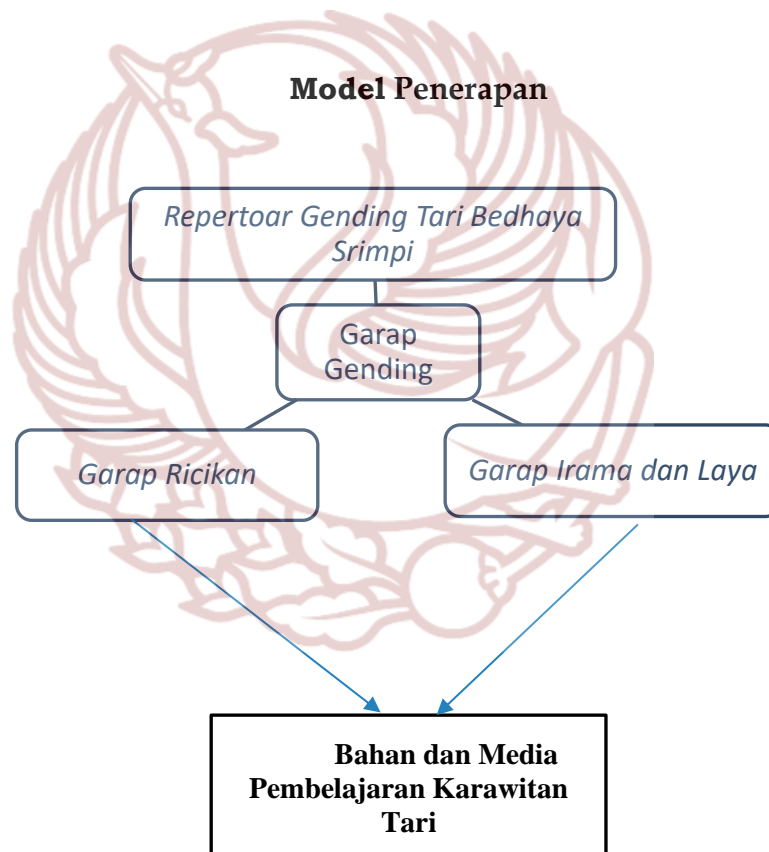 Model Penerapan
Repertoar Gending Tari Bedhaya
Srimpi
Garap
Gending
Garap Ricikan
Garap Irama dan Laya
Bahan dan Media
Pembelajaran Karawitan
Tari